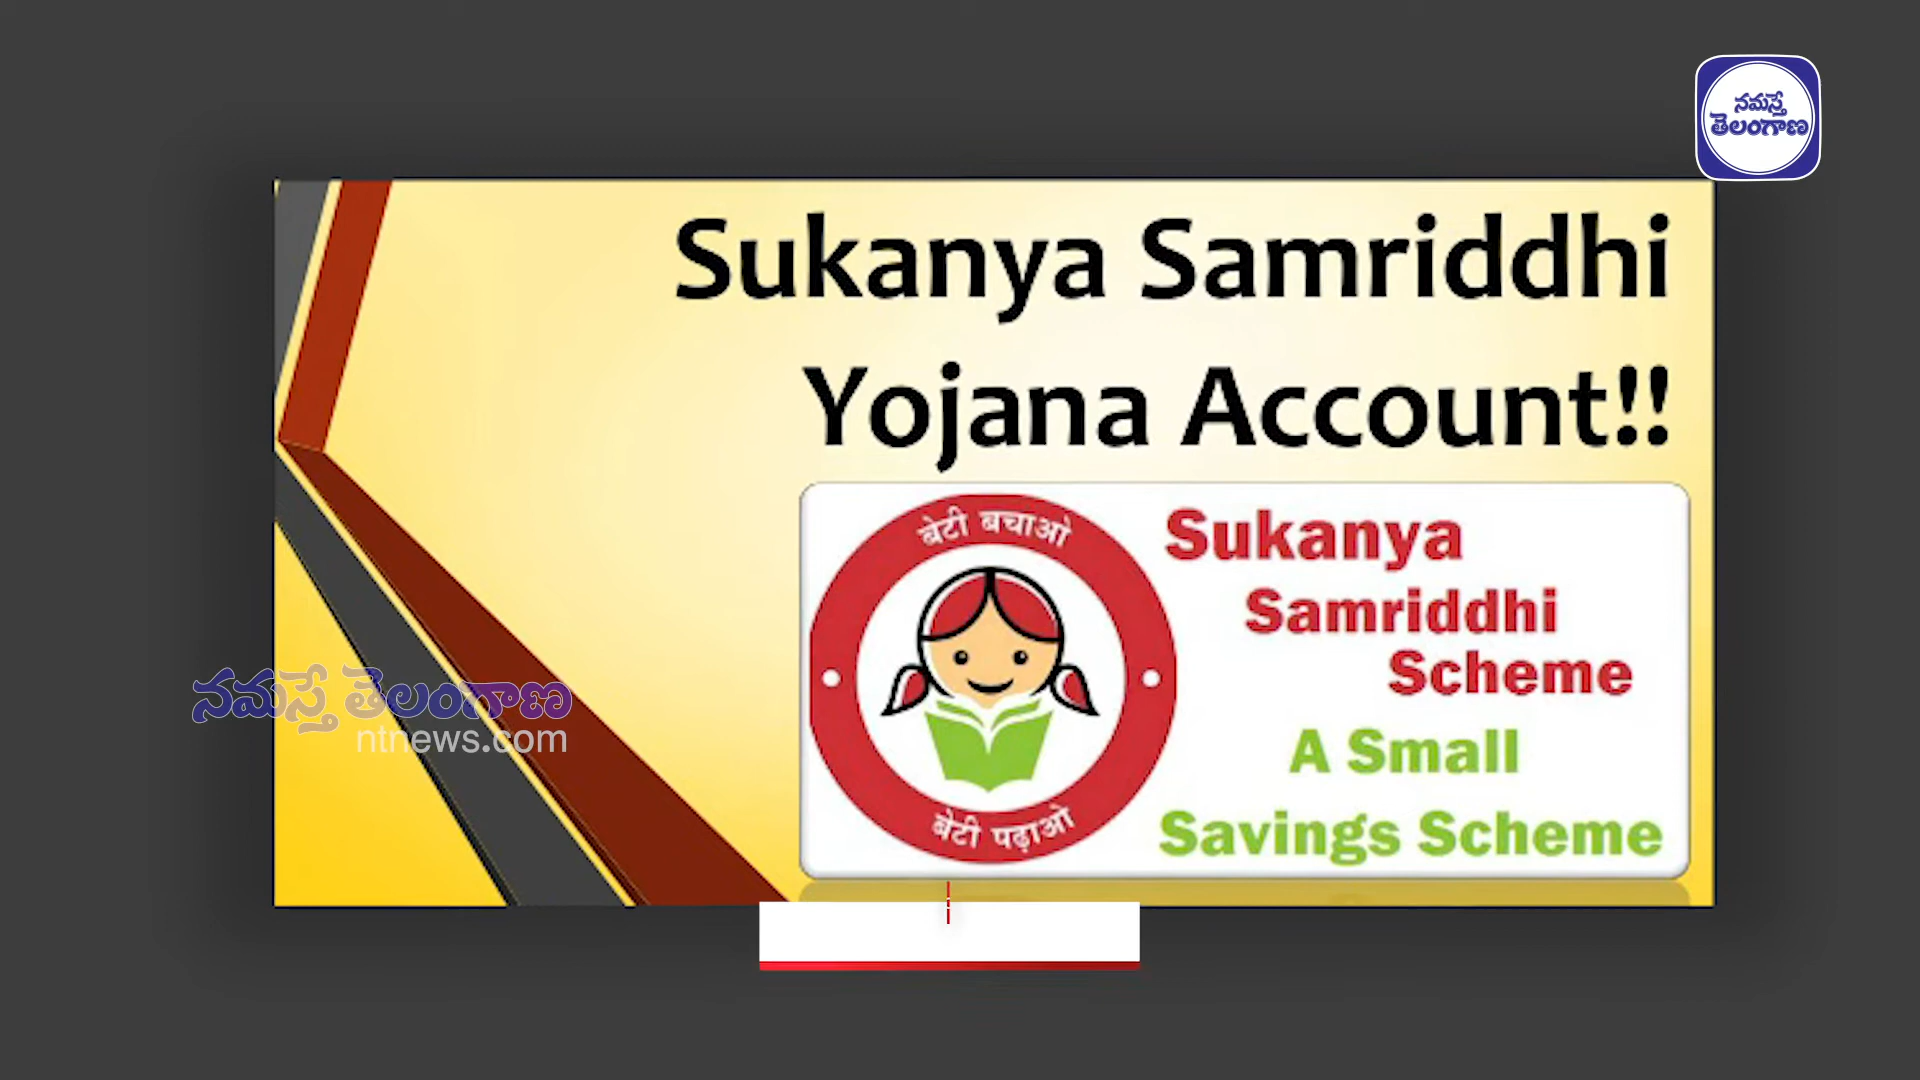 నమస్తే
తెలంగాణ
Sukanya Samriddhi
Yojana Account!!
बेटी बचाओ
बेटी पढ़ाओ
Sukanya
Samriddhi
Scheme
A Small
Savings Scheme
నమస్తే తెలంగాణ
ntnews.com